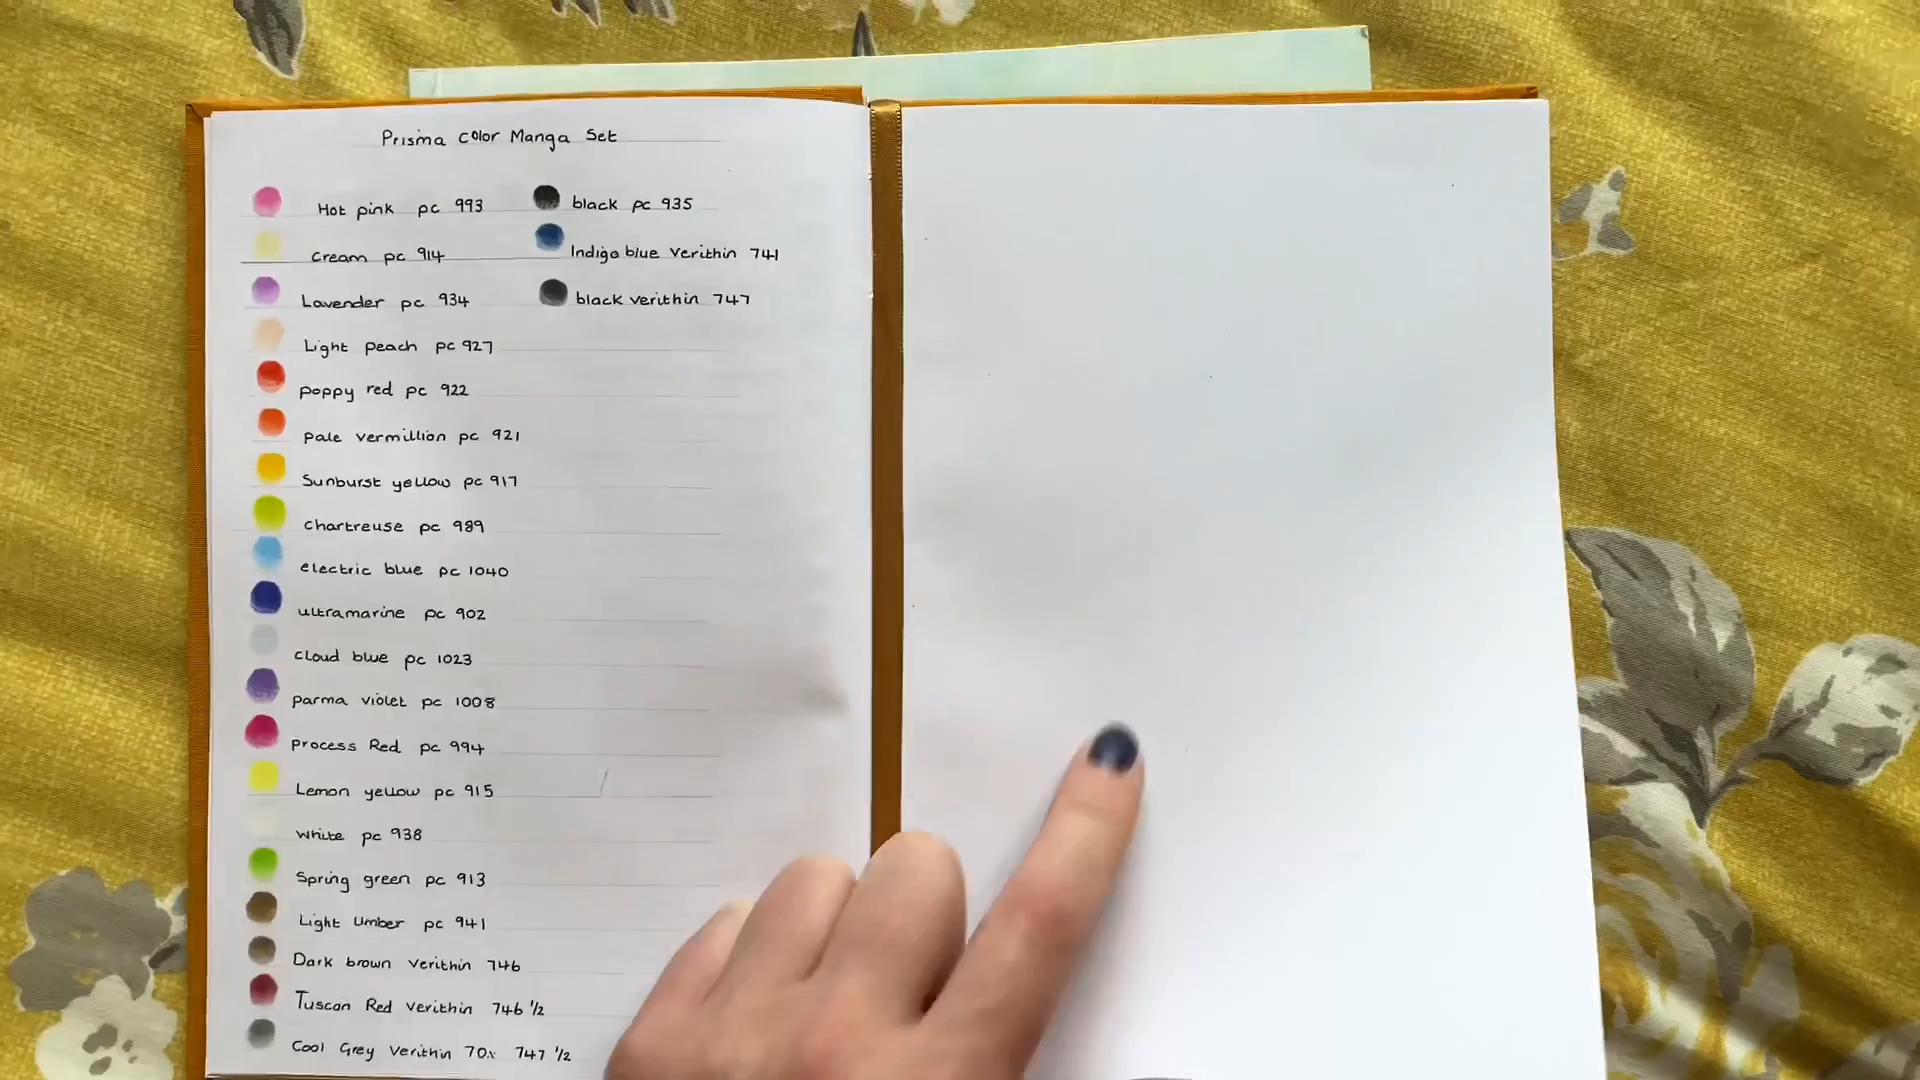 Prisma Color Manga Set
Hot pink pc 993
Cream pc 914
Lavender pc 934
Light peach pc 927
poppy red pc 922
pale vermillion pc 921
Sunburst yellow pc 917
chartreuse pc 989
electric blue pc 1040
ultramarine pc 902
cloud blue pc 1023
parma violet pc 1008
process Red pc 994
Lemon yellow pc 915
white pc 938
Spring green pc 913
Light Umber pc 941
Dark brown verithin 746
Tuscan Red verithin 746 1/2
Cool Grey verithin 747 1/2
black pc 935
Indigo blue verithin 741
black verithin 747